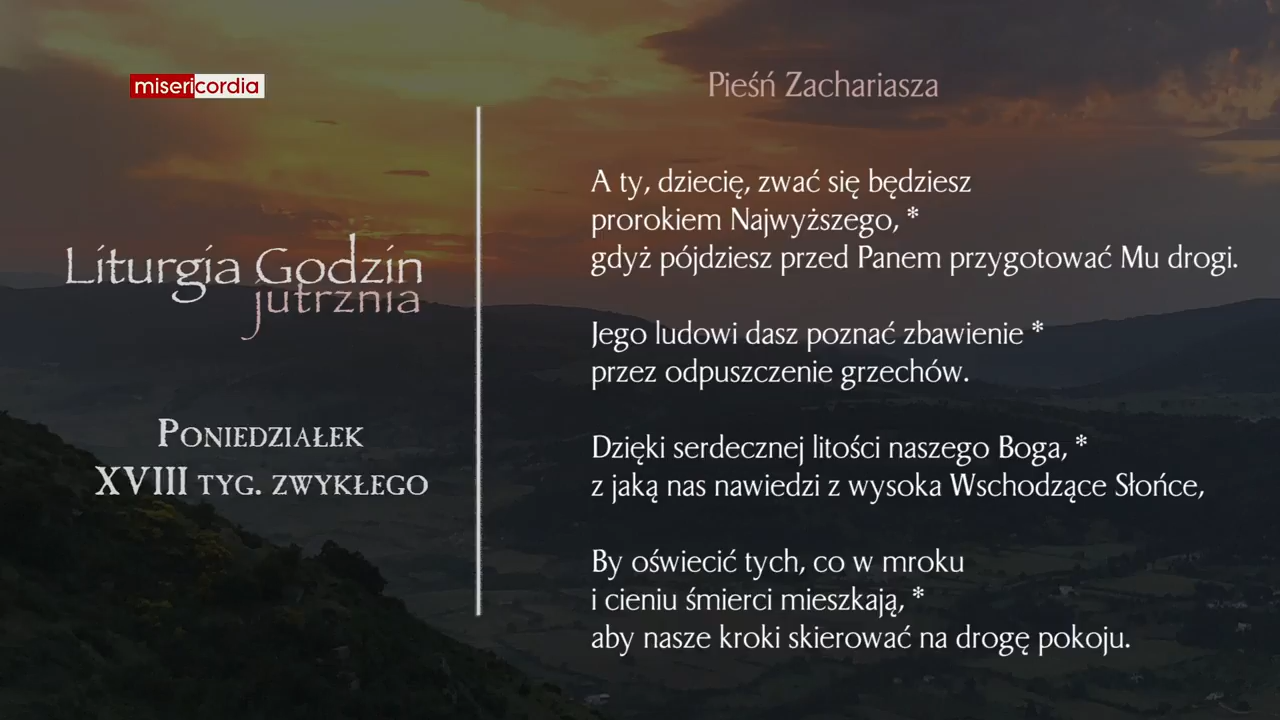 misericordia
Liturgia Godzin
jutrznia
Poniedziałek
XVIII tyg. zwykłego
Pieśń Zachariasza
A ty, dziecię, zwać się będziesz
prorokiem Najwyższego, *
gdyż pójdziesz przed Panem przygotować Mu drogi.
Jego ludowi dasz poznać zbawienie *
przez odpuszczenie grzechów.
Dzięki serdecznej litości naszego Boga, *
z jaką nas nawiedzi z wysoka Wschodzące Słońce,
By oświecić tych, co w mroku
i cieniu śmierci mieszkają, *
aby nasze kroki skierować na drogę pokoju.